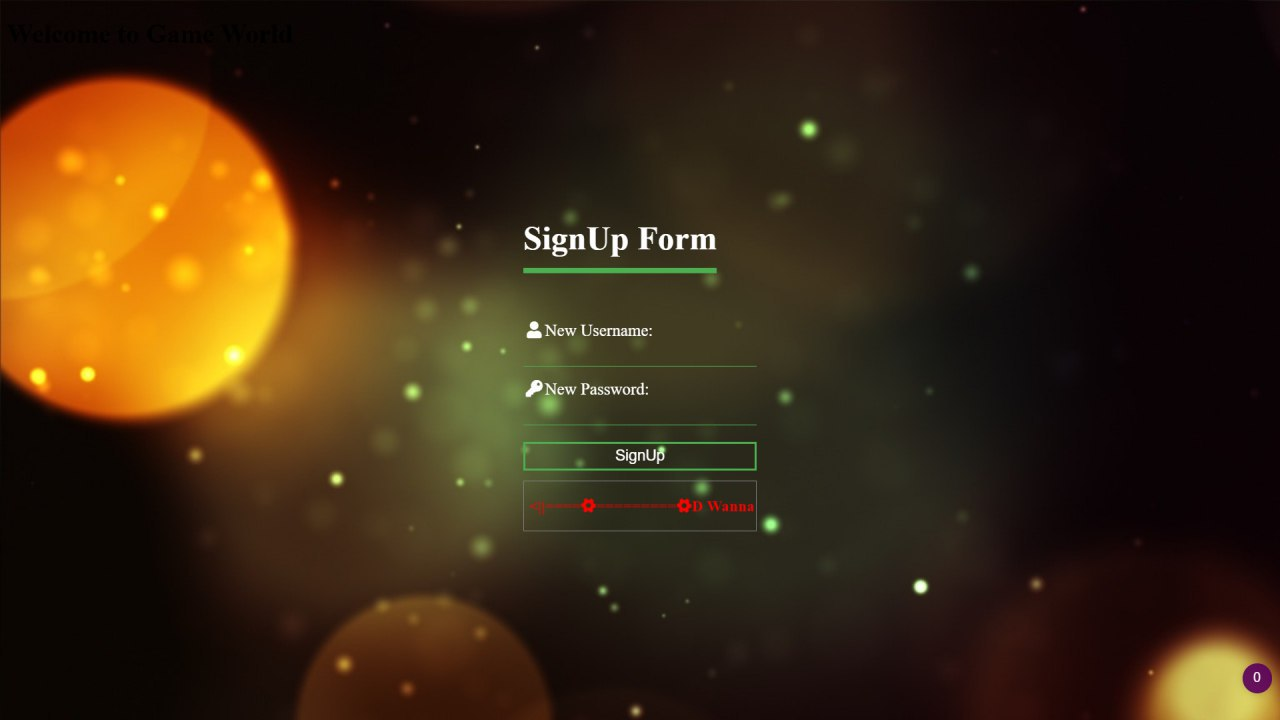 Welcome to Game World
SignUp Form
New Username:
New Password:
SignUp
◁]======⚙==========⚙D Wanna
0